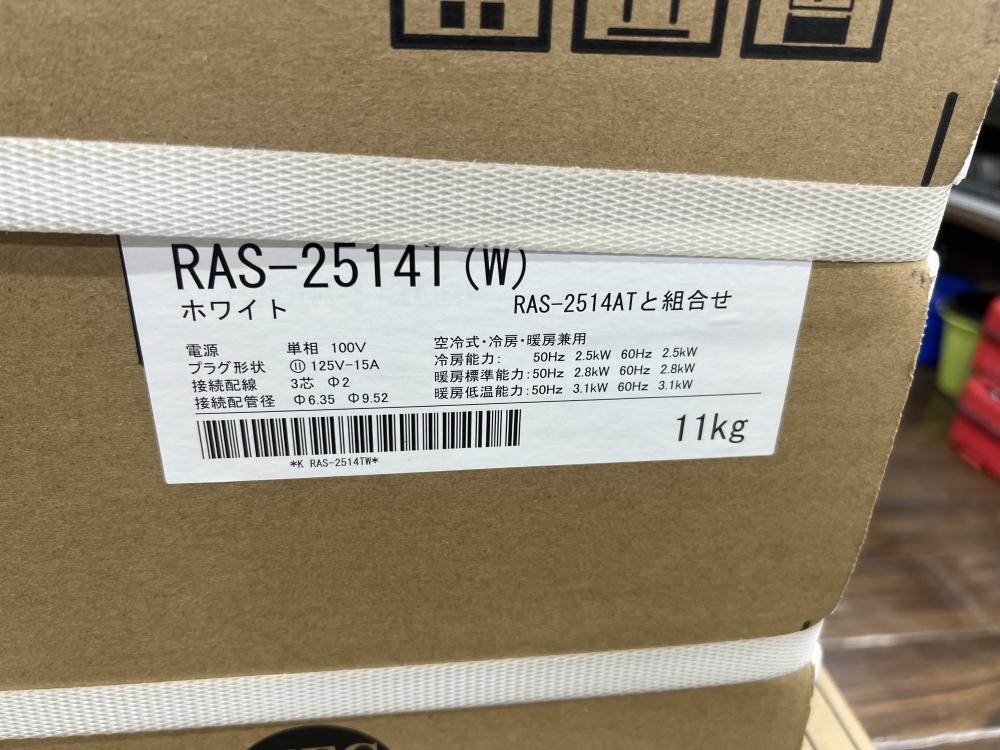 RAS-2514T(W)
ホワイト RAS-2514ATと組合せ
電源 単相 100V 空冷式・冷房・暖房兼用
プラグ形状 125V-15A 冷房能力: 50Hz 2.5kW 60Hz 2.5kW
接続配線 3芯 Φ2 暖房標準能力:50Hz 2.8kW 60Hz 2.8kW
接続配管径 Φ6.35 Φ9.52 暖房低温能力:50Hz 3.1kW 60Hz 3.1kW
11kg
*K RAS-2514TW*